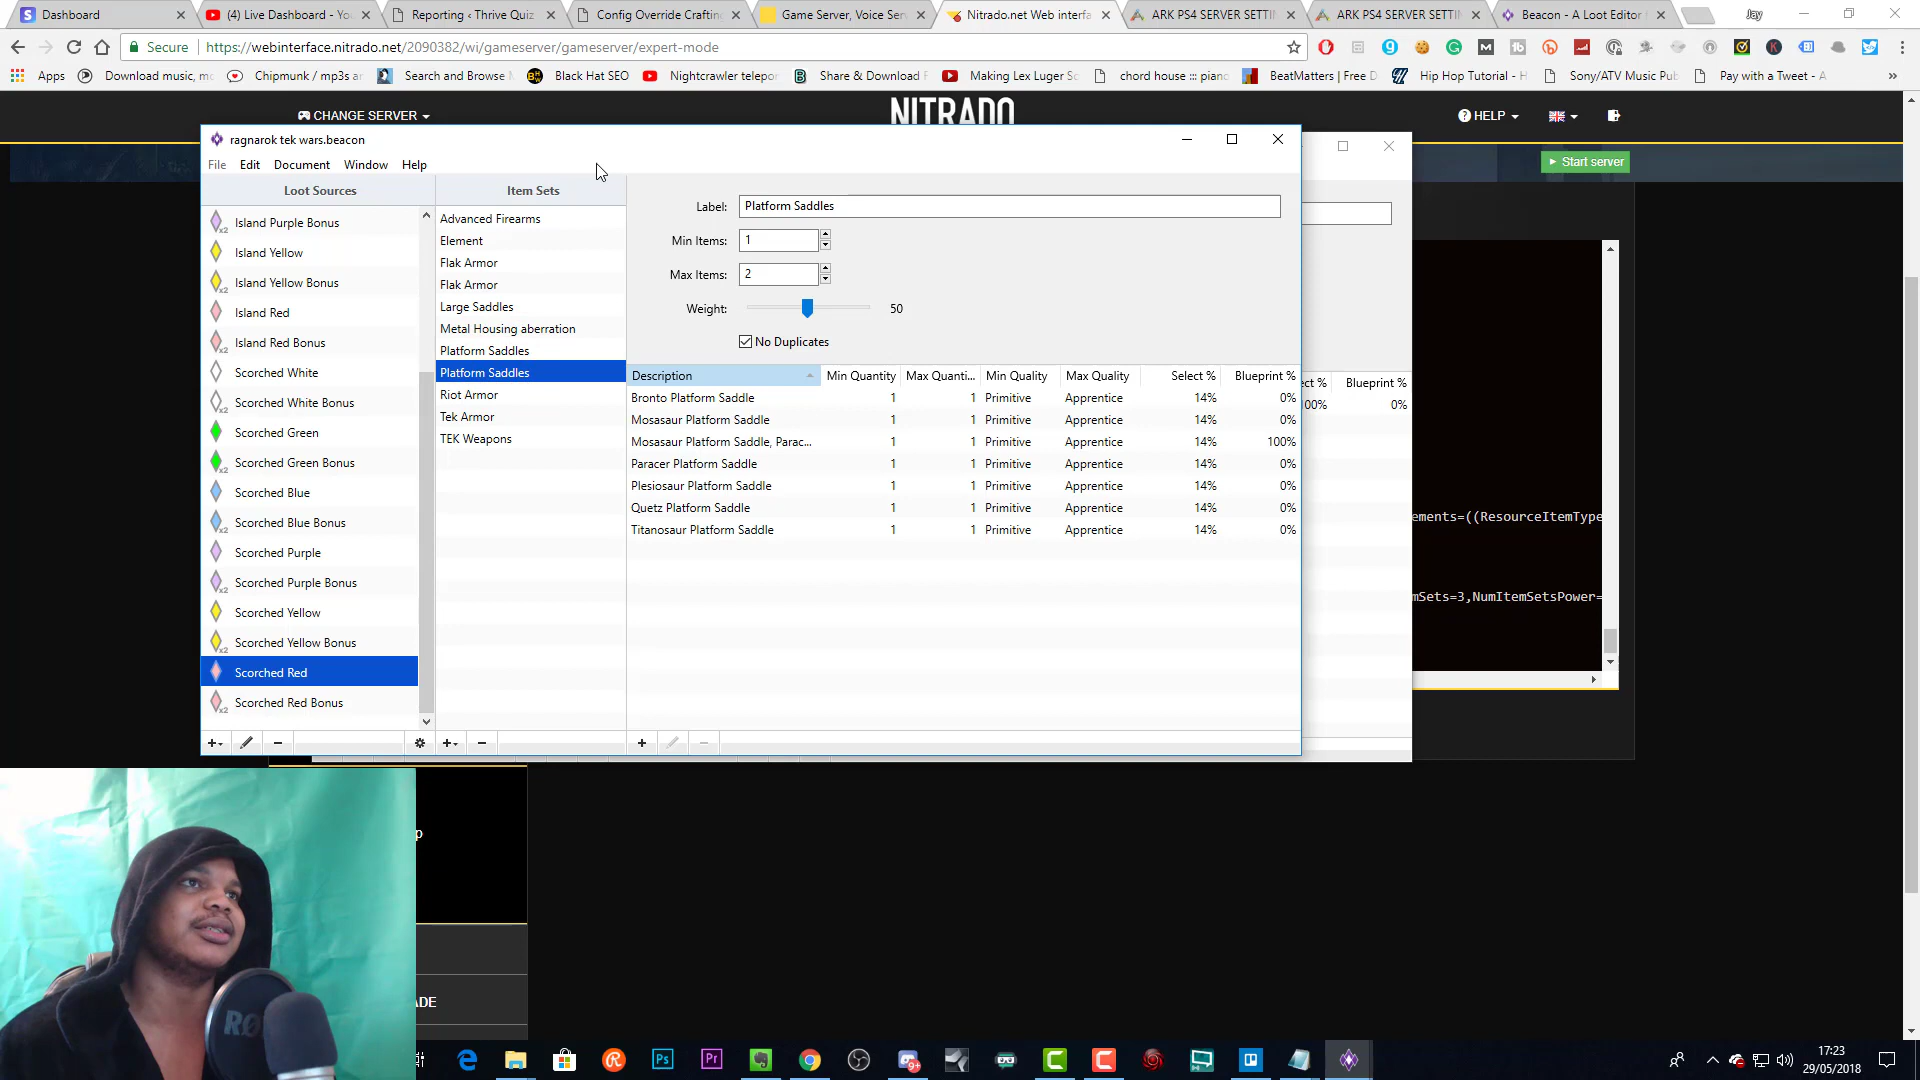 Dashboard
(4) Live Dashboard - Yo
Reporting ‹ Thrive Quiz
Config Override Crafting
Game Server, Voice Serv
Nitrado.net Web interfa
ARK PS4 SERVER SETTI
ARK PS4 SERVER SETTI
Beacon - A Loot Editor
Jay
Secure
https://webinterface.nitrado.net/2090382/wi/gameserver/gameserver/expert-mode
Apps
Download music, mo
Chipmunk / mp3s ar
Search and Browse
Black Hat SEO
Nightcrawler telepor
Share & Download F
Making Lex Luger So
chord house ::: piano
BeatMatters | Free D
Hip Hop Tutorial - H
Sony/ATV Music Pub
Pay with a Tweet - A
»
CHANGE SERVER
NITRADO
HELP
Start server
ragnarok tek wars.beacon
File Edit Document Window Help
Loot Sources
Item Sets
Island Purple Bonus
Island Yellow
Island Yellow Bonus
Island Red
Island Red Bonus
Scorched White
Scorched White Bonus
Scorched Green
Scorched Green Bonus
Scorched Blue
Scorched Blue Bonus
Scorched Purple
Scorched Purple Bonus
Scorched Yellow
Scorched Yellow Bonus
Scorched Red
Scorched Red Bonus
Advanced Firearms
Element
Flak Armor
Flak Armor
Large Saddles
Metal Housing aberration
Platform Saddles
Platform Saddles
Riot Armor
Tek Armor
TEK Weapons
Label: Platform Saddles
Min Items: 1
Max Items: 2
Weight: 50
No Duplicates
Description Min Quantity Max Quanti... Min Quality Max Quality Select % Blueprint %
Bronto Platform Saddle 1 1 Primitive Apprentice 14% 0%
Mosasaur Platform Saddle 1 1 Primitive Apprentice 14% 0%
Mosasaur Platform Saddle, Parac... 1 1 Primitive Apprentice 14% 100%
Paracer Platform Saddle 1 1 Primitive Apprentice 14% 0%
Plesiosaur Platform Saddle 1 1 Primitive Apprentice 14% 0%
Quetz Platform Saddle 1 1 Primitive Apprentice 14% 0%
Titanosaur Platform Saddle 1 1 Primitive Apprentice 14% 0%
ect % Blueprint %
100% 0%
ements=((ResourceItemType
mSets=3,NumItemSetsPower=
p
ADE
RØ
17:23
29/05/2018